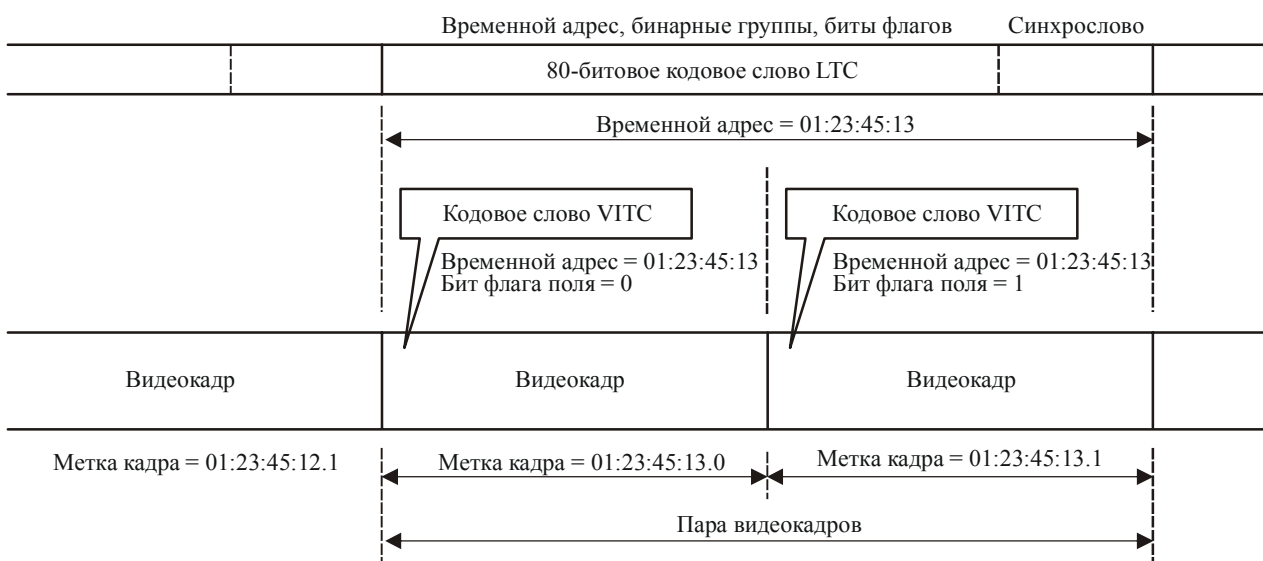 Временной адрес, бинарные группы, биты флагов
Синхрослово
80-битовое кодовое слово LTC
Временной адрес = 01:23:45:13
Кодовое слово VITC
Временной адрес = 01:23:45:13
Бит флага поля = 0
Кодовое слово VITC
Временной адрес = 01:23:45:13
Бит флага поля = 1
Видеокадр
Видеокадр
Видеокадр
Метка кадра = 01:23:45:12.1
Метка кадра = 01:23:45:13.0
Метка кадра = 01:23:45:13.1
Пара видеокадров